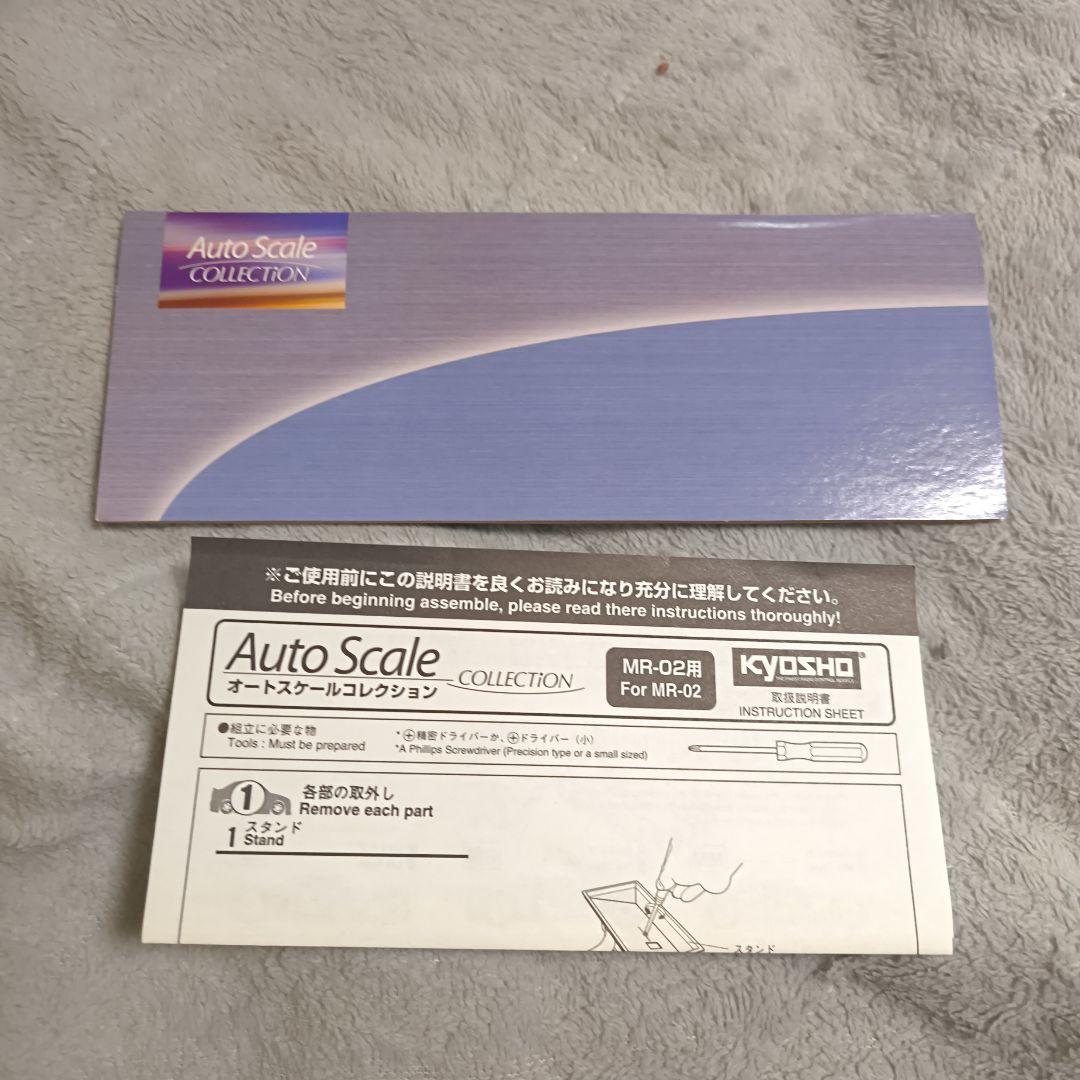 Auto Scale
COLLECTiON
※ご使用前にこの説明書を良くお読みになり充分に理解してください。
Before beginning assemble, please read there instructions thoroughly!
Auto Scale
COLLECTiON
オートスケールコレクション
MR-02用
For MR-02
KYOSHO®
THE FINEST RADIO CONTROL MODELS
取扱説明書
INSTRUCTION SHEET
●組立に必要な物
Tools : Must be prepared
*⊕精密ドライバーか、⊕ドライバー（小）
*A Phillips Screwdriver (Precision type or a small sized)
1
各部の取外し
Remove each part
1 スタンド
Stand
スタンド